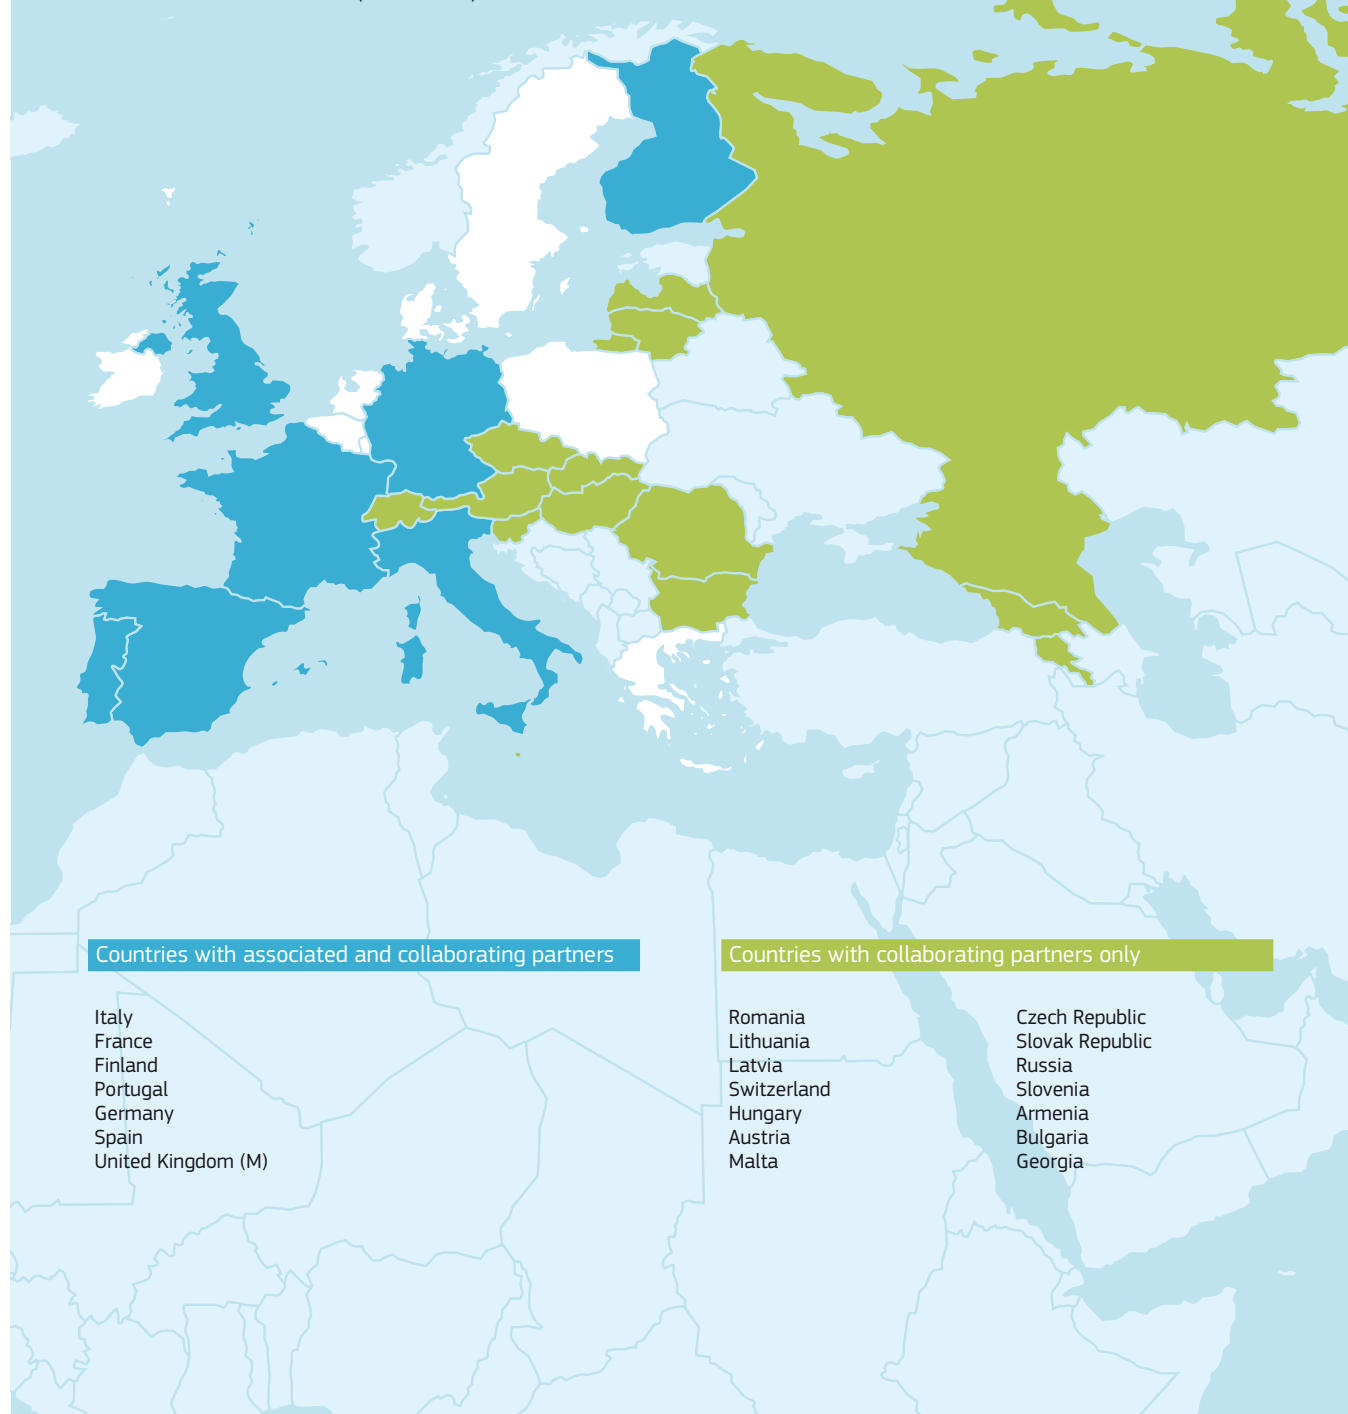 Countries with associated and collaborating partners
Italy
France
Finland
Portugal
Germany
Spain
United Kingdom (M)
Countries with collaborating partners only
Romania
Lithuania
Latvia
Switzerland
Hungary
Austria
Malta
Czech Republic
Slovak Republic
Russia
Slovenia
Armenia
Bulgaria
Georgia